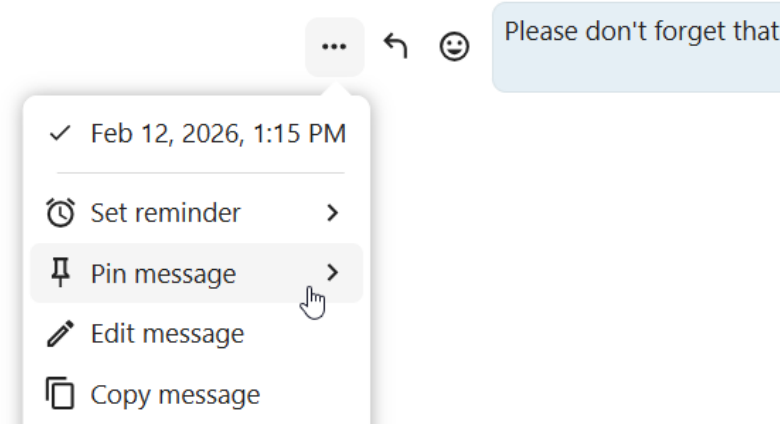 Please don't forget that
Feb 12, 2026, 1:15 PM
Set reminder
Pin message
Edit message
Copy message